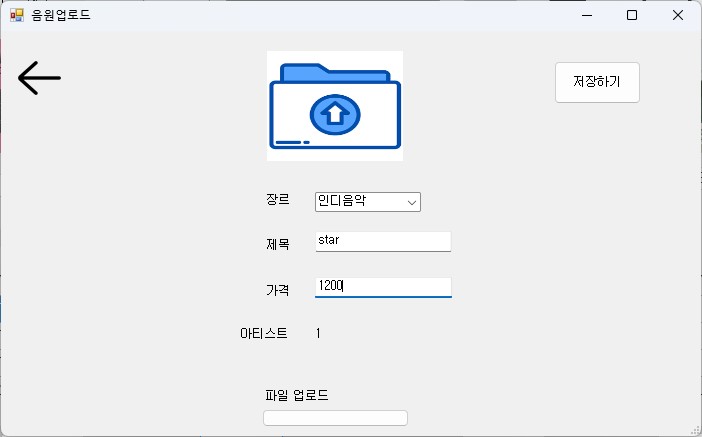 음원업로드
저장하기
장르 인디음악
제목 star
가격 1200
아티스트 1
파일 업로드